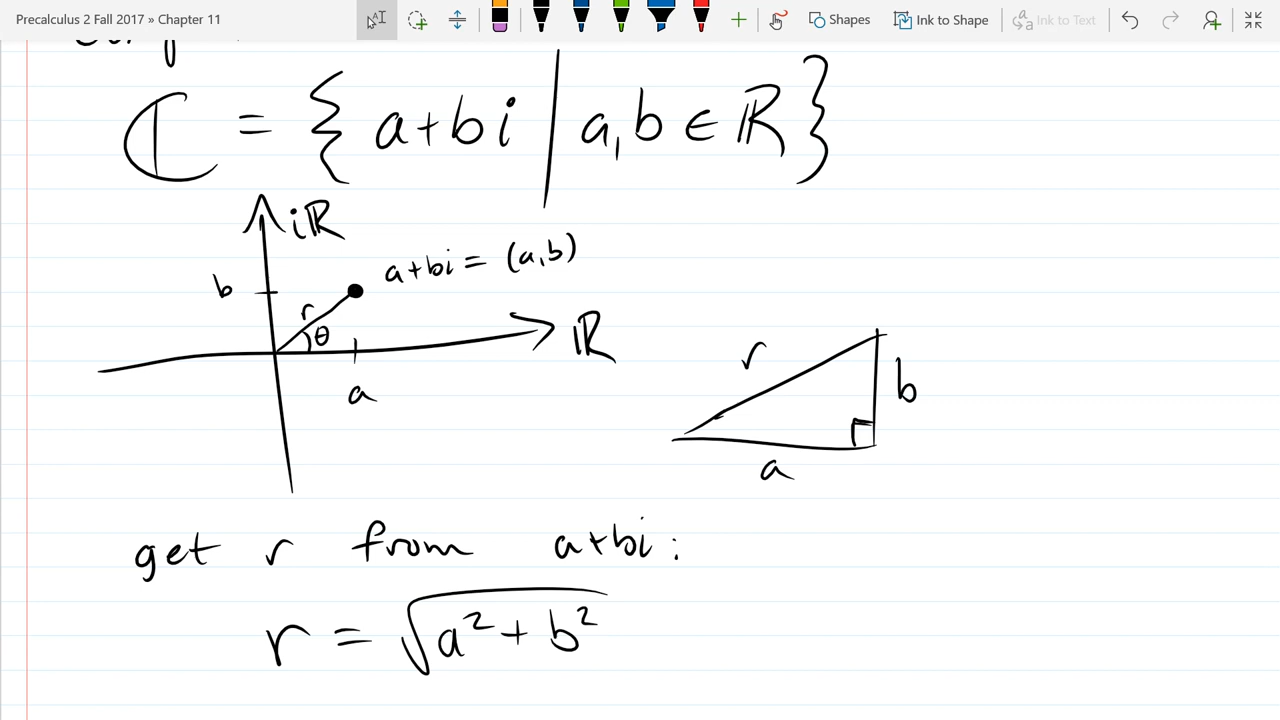 Precalculus 2 Fall 2017 » Chapter 11
Shapes
Ink to Shape
Ink to Text
ℂ = { a+bi | a,b ∈ ℝ }
iℝ
a+bi = (a,b)
b
r
θ
ℝ
a
r
b
a
get r from a+bi :
r = √a²+b²